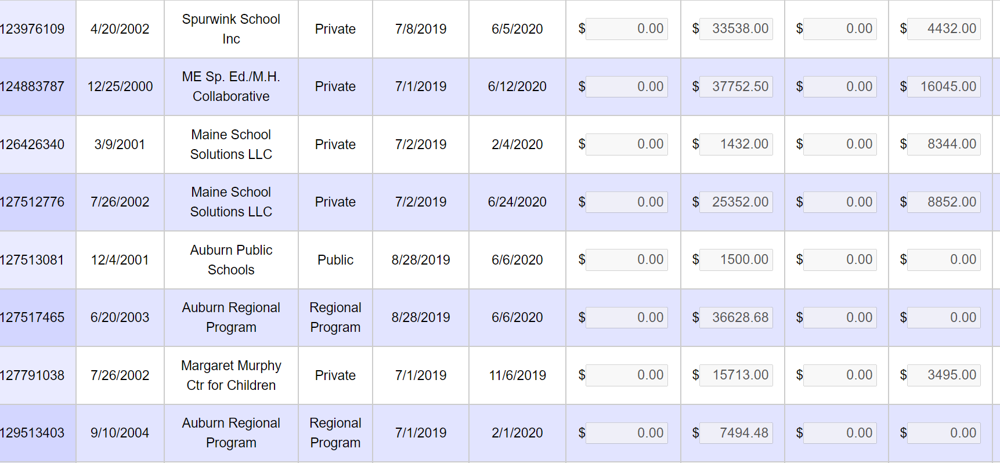 123976109 4/20/2002 Spurwink School Inc Private 7/8/2019 6/5/2020 $ 0.00 $ 33538.00 $ 0.00 $ 4432.00
124883787 12/25/2000 ME Sp. Ed./M.H. Collaborative Private 7/1/2019 6/12/2020 $ 0.00 $ 37752.50 $ 0.00 $ 16045.00
126426340 3/9/2001 Maine School Solutions LLC Private 7/2/2019 2/4/2020 $ 0.00 $ 1432.00 $ 0.00 $ 8344.00
127512776 7/26/2002 Maine School Solutions LLC Private 7/2/2019 6/24/2020 $ 0.00 $ 25352.00 $ 0.00 $ 8852.00
127513081 12/4/2001 Auburn Public Schools Public 8/28/2019 6/6/2020 $ 0.00 $ 1500.00 $ 0.00 $ 0.00
127517465 6/20/2003 Auburn Regional Program Regional Program 8/28/2019 6/6/2020 $ 0.00 $ 36628.68 $ 0.00 $ 0.00
127791038 7/26/2002 Margaret Murphy Ctr for Children Private 7/1/2019 11/6/2019 $ 0.00 $ 15713.00 $ 0.00 $ 3495.00
129513403 9/10/2004 Auburn Regional Program Regional Program 7/1/2019 2/1/2020 $ 0.00 $ 7494.48 $ 0.00 $ 0.00